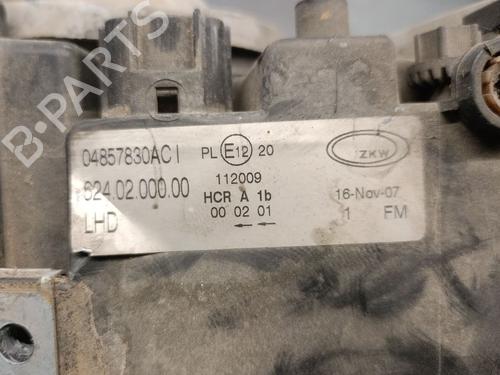 04857830AC I
PL E12 20
ZKW
624.02.000.00
112009
HCR A 1b
16-Nov-07
LHD
00 02 01
1 FM